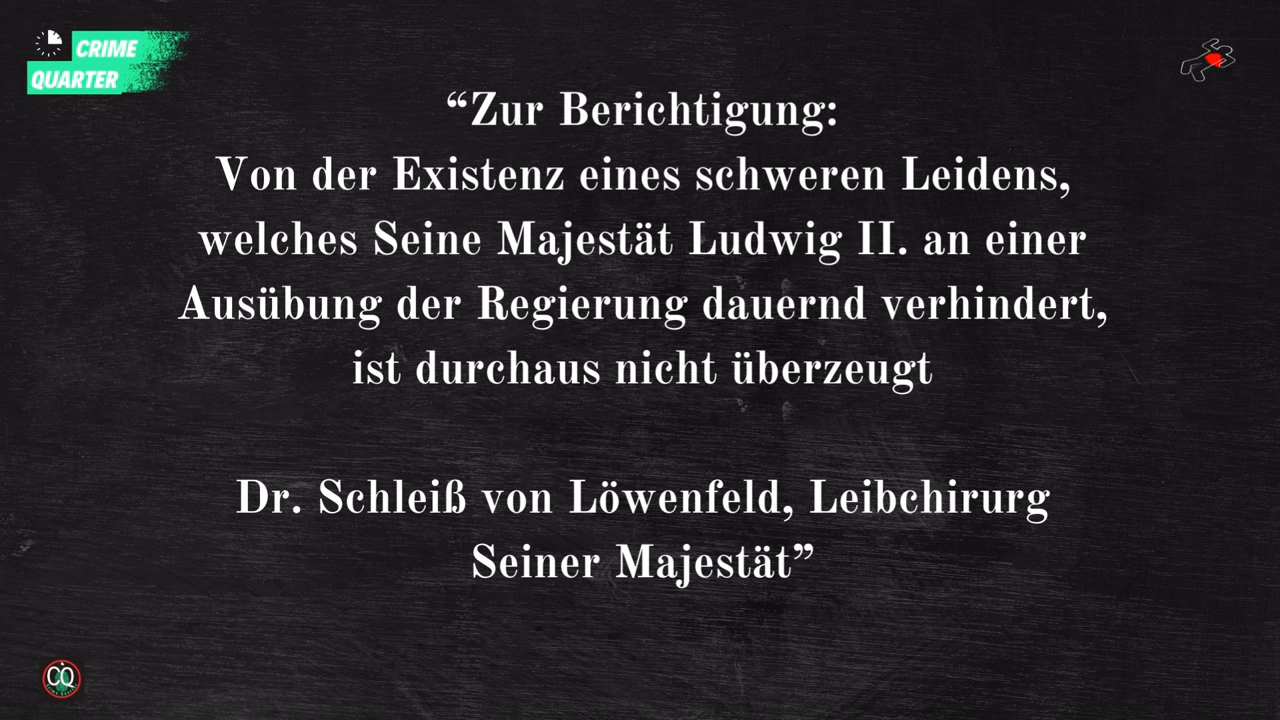 CRIME
QUARTER
“Zur Berichtigung:
Von der Existenz eines schweren Leidens,
welches Seine Majestät Ludwig II. an einer
Ausübung der Regierung dauernd verhindert,
ist durchaus nicht überzeugt
Dr. Schleiß von Löwenfeld, Leibchirurg
Seiner Majestät”
CQ